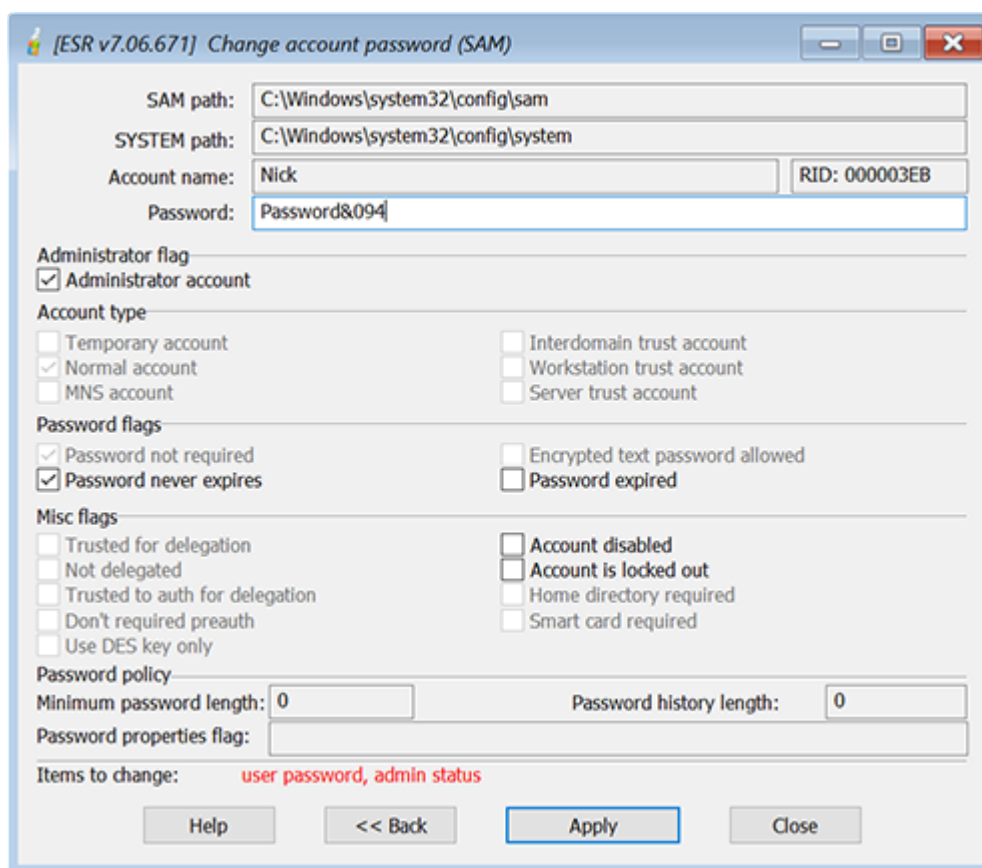 [ESR v7.06.671] Change account password (SAM)
SAM path: C:\Windows\system32\config\sam
SYSTEM path: C:\Windows\system32\config\system
Account name: Nick RID: 000003EB
Password: Password&094
Administrator flag
Administrator account
Account type
Temporary account Interdomain trust account
Normal account Workstation trust account
MNS account Server trust account
Password flags
Password not required Encrypted text password allowed
Password never expires Password expired
Misc flags
Trusted for delegation Account disabled
Not delegated Account is locked out
Trusted to auth for delegation Home directory required
Don't required preauth Smart card required
Use DES key only
Password policy
Minimum password length: 0 Password history length: 0
Password properties flag:
Items to change: user password, admin status
Help << Back Apply Close